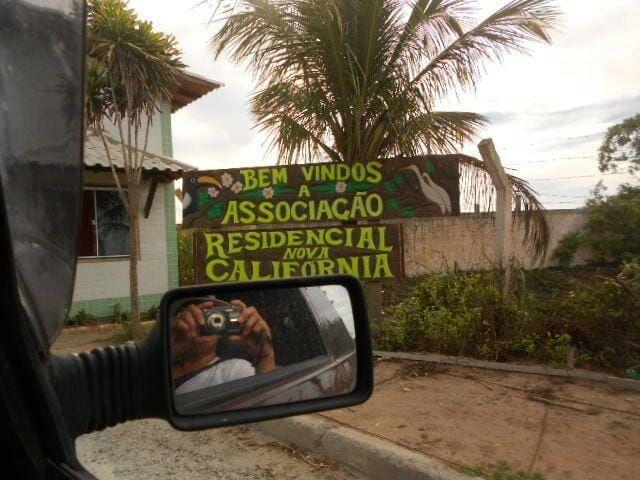 BEM VINDOS
A
ASSOCIAÇÃO
RESIDENCIAL
NOVA
CALIFORNIA